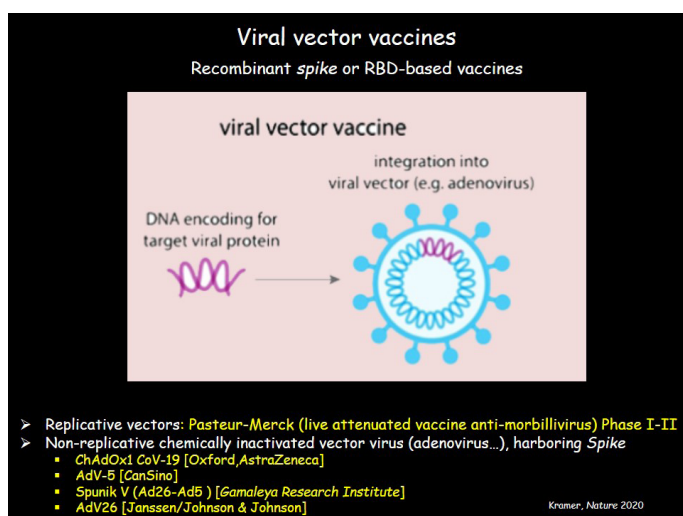 Viral vector vaccines
Recombinant spike or RBD-based vaccines
viral vector vaccine
integration into
viral vector (e.g. adenovirus)
DNA encoding for
target viral protein
➢ Replicative vectors: Pasteur-Merck (live attenuated vaccine anti-morbillivirus) Phase I-II
➢ Non-replicative chemically inactivated vector virus (adenovirus...), harboring Spike
▪ ChAdOx1 CoV-19 [Oxford,AstraZeneca]
▪ AdV-5 [CanSino]
▪ Spunik V (Ad26-Ad5 ) [Gamaleya Research Institute]
▪ AdV26 [Janssen/Johnson & Johnson]
Kramer, Nature 2020